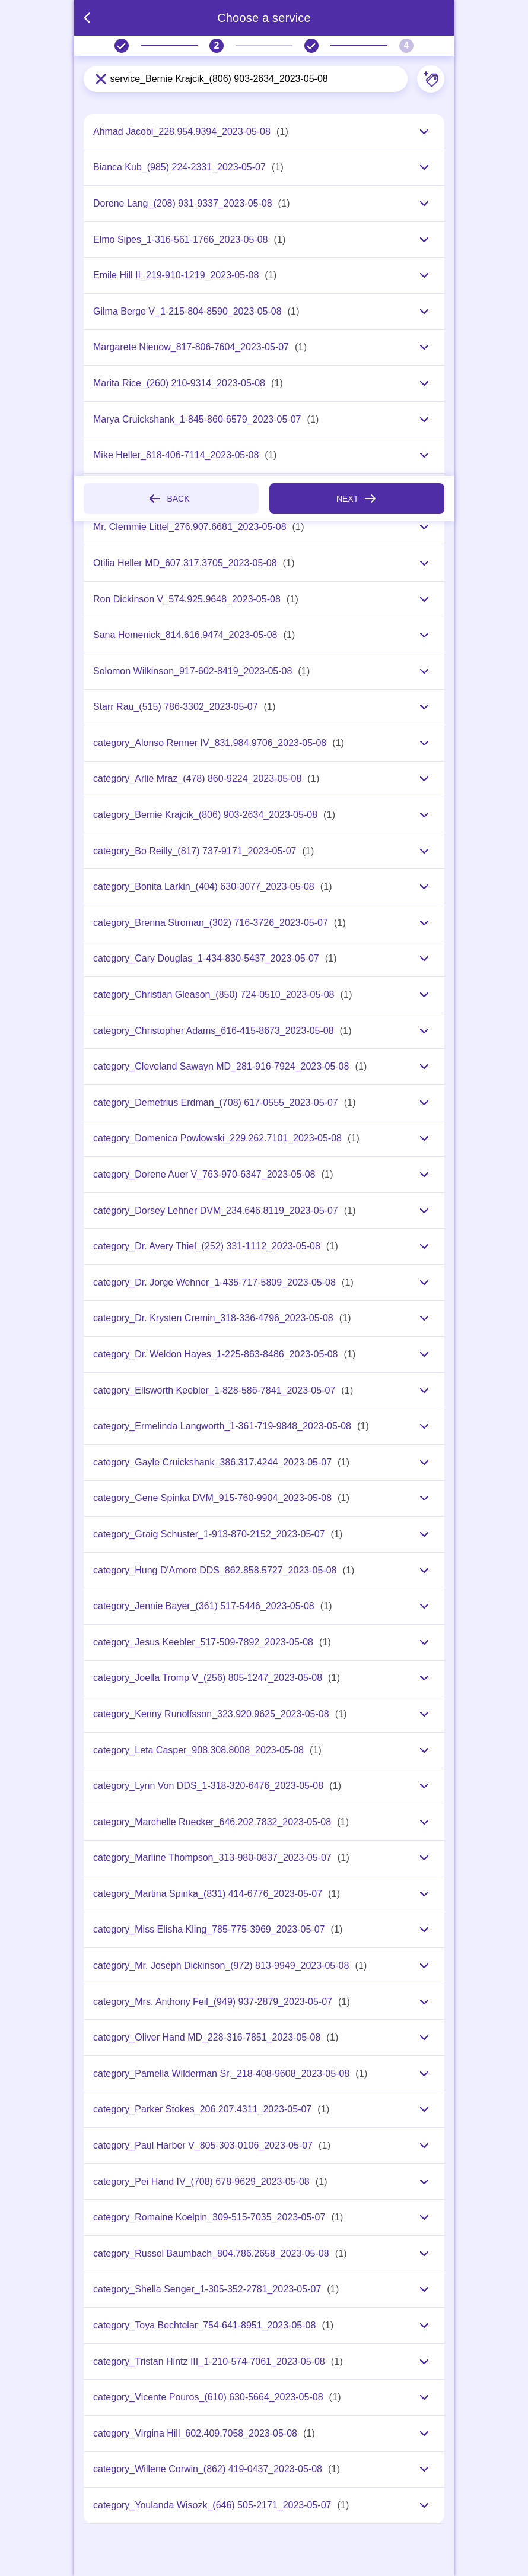 Choose a service
2
4
service_Bernie Krajcik_(806) 903-2634_2023-05-08
Ahmad Jacobi_228.954.9394_2023-05-08 (1)
Bianca Kub_(985) 224-2331_2023-05-07 (1)
Dorene Lang_(208) 931-9337_2023-05-08 (1)
Elmo Sipes_1-316-561-1766_2023-05-08 (1)
Emile Hill II_219-910-1219_2023-05-08 (1)
Gilma Berge V_1-215-804-8590_2023-05-08 (1)
Margarete Nienow_817-806-7604_2023-05-07 (1)
Marita Rice_(260) 210-9314_2023-05-08 (1)
Marya Cruickshank_1-845-860-6579_2023-05-07 (1)
Mike Heller_818-406-7114_2023-05-08 (1)
BACK
NEXT
Mr. Clemmie Littel_276.907.6681_2023-05-08 (1)
Otilia Heller MD_607.317.3705_2023-05-08 (1)
Ron Dickinson V_574.925.9648_2023-05-08 (1)
Sana Homenick_814.616.9474_2023-05-08 (1)
Solomon Wilkinson_917-602-8419_2023-05-08 (1)
Starr Rau_(515) 786-3302_2023-05-07 (1)
category_Alonso Renner IV_831.984.9706_2023-05-08 (1)
category_Arlie Mraz_(478) 860-9224_2023-05-08 (1)
category_Bernie Krajcik_(806) 903-2634_2023-05-08 (1)
category_Bo Reilly_(817) 737-9171_2023-05-07 (1)
category_Bonita Larkin_(404) 630-3077_2023-05-08 (1)
category_Brenna Stroman_(302) 716-3726_2023-05-07 (1)
category_Cary Douglas_1-434-830-5437_2023-05-07 (1)
category_Christian Gleason_(850) 724-0510_2023-05-08 (1)
category_Christopher Adams_616-415-8673_2023-05-08 (1)
category_Cleveland Sawayn MD_281-916-7924_2023-05-08 (1)
category_Demetrius Erdman_(708) 617-0555_2023-05-07 (1)
category_Domenica Powlowski_229.262.7101_2023-05-08 (1)
category_Dorene Auer V_763-970-6347_2023-05-08 (1)
category_Dorsey Lehner DVM_234.646.8119_2023-05-07 (1)
category_Dr. Avery Thiel_(252) 331-1112_2023-05-08 (1)
category_Dr. Jorge Wehner_1-435-717-5809_2023-05-08 (1)
category_Dr. Krysten Cremin_318-336-4796_2023-05-08 (1)
category_Dr. Weldon Hayes_1-225-863-8486_2023-05-08 (1)
category_Ellsworth Keebler_1-828-586-7841_2023-05-07 (1)
category_Ermelinda Langworth_1-361-719-9848_2023-05-08 (1)
category_Gayle Cruickshank_386.317.4244_2023-05-07 (1)
category_Gene Spinka DVM_915-760-9904_2023-05-08 (1)
category_Graig Schuster_1-913-870-2152_2023-05-07 (1)
category_Hung D'Amore DDS_862.858.5727_2023-05-08 (1)
category_Jennie Bayer_(361) 517-5446_2023-05-08 (1)
category_Jesus Keebler_517-509-7892_2023-05-08 (1)
category_Joella Tromp V_(256) 805-1247_2023-05-08 (1)
category_Kenny Runolfsson_323.920.9625_2023-05-08 (1)
category_Leta Casper_908.308.8008_2023-05-08 (1)
category_Lynn Von DDS_1-318-320-6476_2023-05-08 (1)
category_Marchelle Ruecker_646.202.7832_2023-05-08 (1)
category_Marline Thompson_313-980-0837_2023-05-07 (1)
category_Martina Spinka_(831) 414-6776_2023-05-07 (1)
category_Miss Elisha Kling_785-775-3969_2023-05-07 (1)
category_Mr. Joseph Dickinson_(972) 813-9949_2023-05-08 (1)
category_Mrs. Anthony Feil_(949) 937-2879_2023-05-07 (1)
category_Oliver Hand MD_228-316-7851_2023-05-08 (1)
category_Pamella Wilderman Sr._218-408-9608_2023-05-08 (1)
category_Parker Stokes_206.207.4311_2023-05-07 (1)
category_Paul Harber V_805-303-0106_2023-05-07 (1)
category_Pei Hand IV_(708) 678-9629_2023-05-08 (1)
category_Romaine Koelpin_309-515-7035_2023-05-07 (1)
category_Russel Baumbach_804.786.2658_2023-05-08 (1)
category_Shella Senger_1-305-352-2781_2023-05-07 (1)
category_Toya Bechtelar_754-641-8951_2023-05-08 (1)
category_Tristan Hintz III_1-210-574-7061_2023-05-08 (1)
category_Vicente Pouros_(610) 630-5664_2023-05-08 (1)
category_Virgina Hill_602.409.7058_2023-05-08 (1)
category_Willene Corwin_(862) 419-0437_2023-05-08 (1)
category_Youlanda Wisozk_(646) 505-2171_2023-05-07 (1)